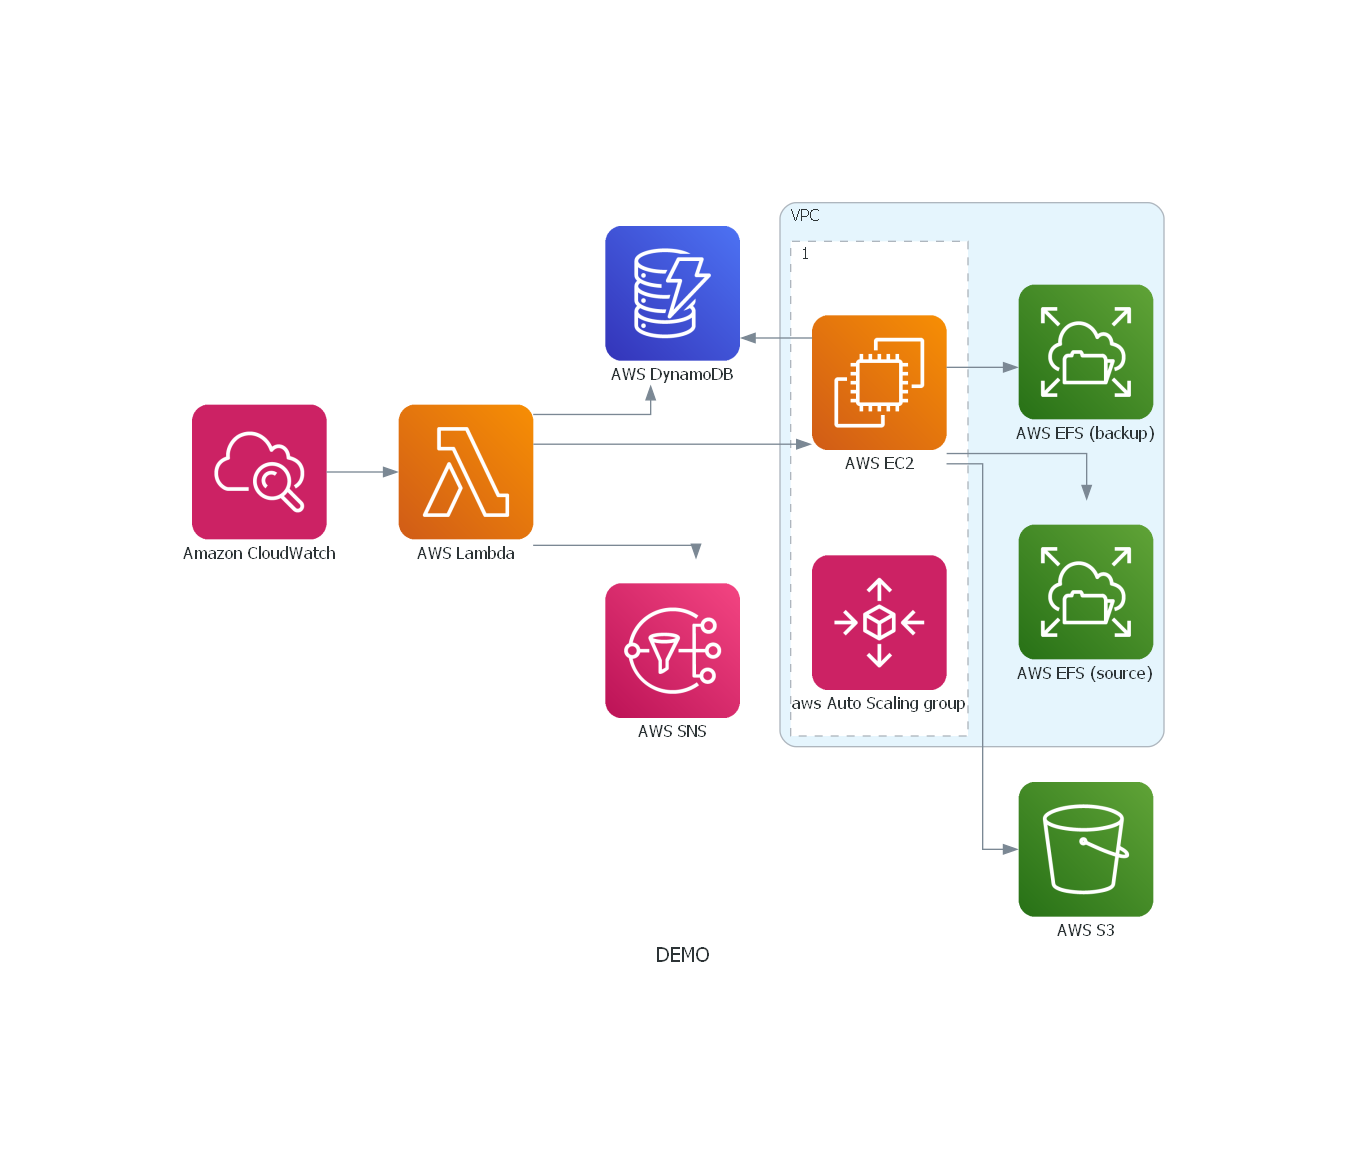 VPC
1
AWS DynamoDB
AWS EFS (backup)
AWS EC2
Amazon CloudWatch
AWS Lambda
AWS EFS (source)
aws Auto Scaling group
AWS SNS
AWS S3
DEMO